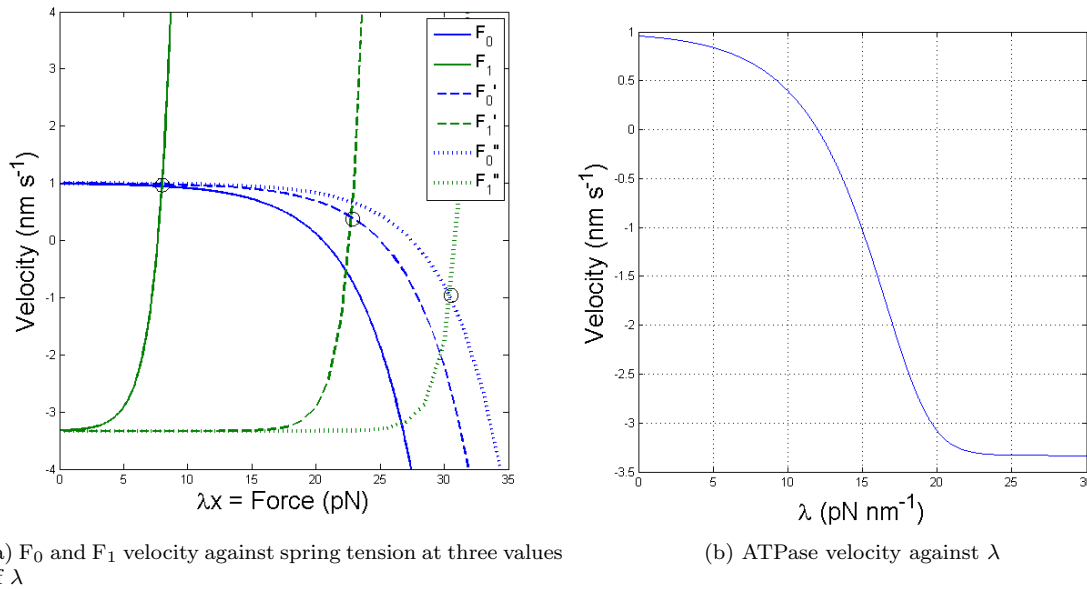 4
3
2
1
0
-1
-2
-3
-4
Velocity (nm s-1)
0 5 10 15 20 25 30 35
λx = Force (pN)
F0
F1
F0'
F1'
F0"
F1"
1
0.5
0
-0.5
-1
-1.5
-2
-2.5
-3
-3.5
Velocity (nm s-1)
0 5 10 15 20 25 30
λ (pN nm-1)
a) F0 and F1 velocity against spring tension at three values
f λ
(b) ATPase velocity against λ